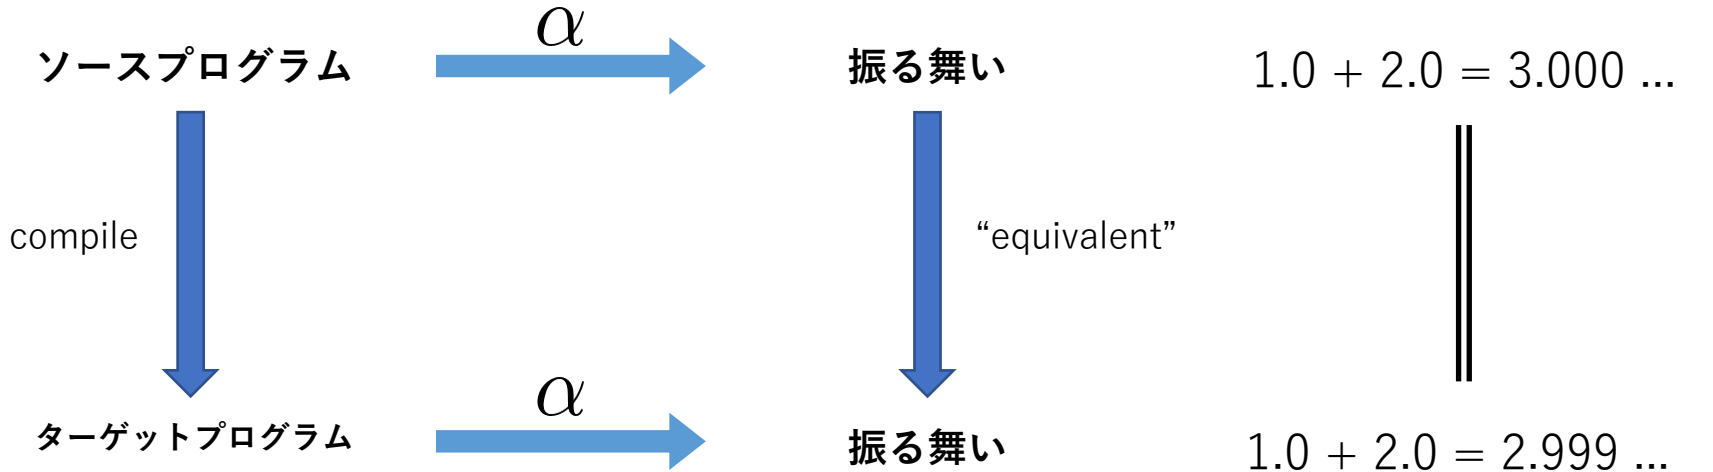 α
ソースプログラム
振る舞い
1.0 + 2.0 = 3.000 ...
compile
“equivalent”
α
ターゲットプログラム
振る舞い
1.0 + 2.0 = 2.999 ...